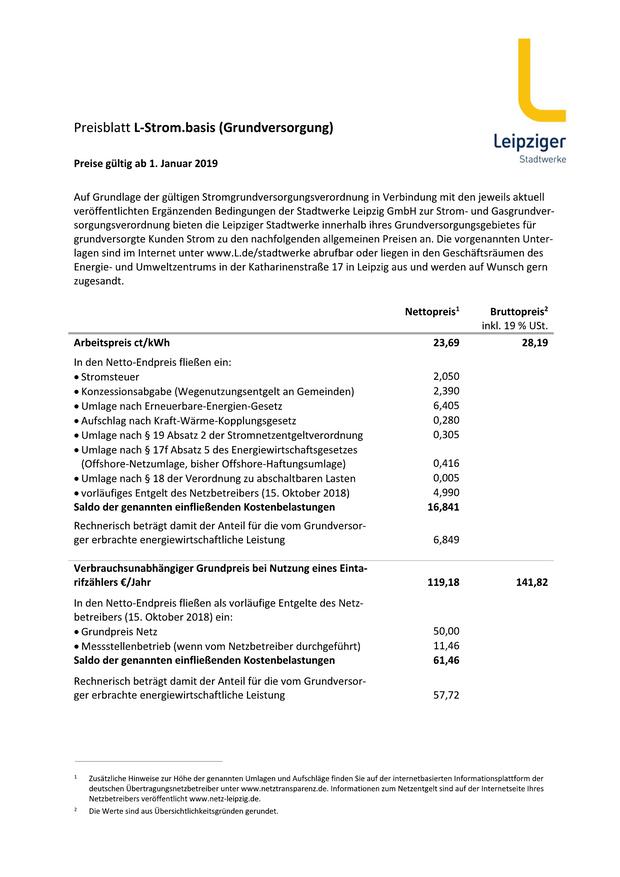 Leipziger
Stadtwerke
Preisblatt L-Strom.basis (Grundversorgung)
Preise gültig ab 1. Januar 2019
Auf Grundlage der gültigen Stromgrundversorgungsverordnung in Verbindung mit den jeweils aktuell
veröffentlichten Ergänzenden Bedingungen der Stadtwerke Leipzig GmbH zur Strom- und Gasgrundver-
sorgungsverordnung bieten die Leipziger Stadtwerke innerhalb ihres Grundversorgungsgebietes für
grundversorgte Kunden Strom zu den nachfolgenden allgemeinen Preisen an. Die vorgenannten Unter-
lagen sind im Internet unter www.L.de/stadtwerke abrufbar oder liegen in den Geschäftsräumen des
Energie- und Umweltzentrums in der Katharinenstraße 17 in Leipzig aus und werden auf Wunsch gern
zugesandt.
Nettopreis¹ Bruttopreis²
inkl. 19 % USt.
Arbeitspreis ct/kWh 23,69 28,19
In den Netto-Endpreis fließen ein:
• Stromsteuer 2,050
• Konzessionsabgabe (Wegenutzungsentgelt an Gemeinden) 2,390
• Umlage nach Erneuerbare-Energien-Gesetz 6,405
• Aufschlag nach Kraft-Wärme-Kopplungsgesetz 0,280
• Umlage nach § 19 Absatz 2 der Stromnetzentgeltverordnung 0,305
• Umlage nach § 17f Absatz 5 des Energiewirtschaftsgesetzes
(Offshore-Netzumlage, bisher Offshore-Haftungsumlage) 0,416
• Umlage nach § 18 der Verordnung zu abschaltbaren Lasten 0,005
• vorläufiges Entgelt des Netzbetreibers (15. Oktober 2018) 4,990
Saldo der genannten einfließenden Kostenbelastungen 16,841
Rechnerisch beträgt damit der Anteil für die vom Grundversor-
ger erbrachte energiewirtschaftliche Leistung 6,849
Verbrauchsunabhängiger Grundpreis bei Nutzung eines Einta-
rifzählers €/Jahr 119,18 141,82
In den Netto-Endpreis fließen als vorläufige Entgelte des Netz-
betreibers (15. Oktober 2018) ein:
• Grundpreis Netz 50,00
• Messstellenbetrieb (wenn vom Netzbetreiber durchgeführt) 11,46
Saldo der genannten einfließenden Kostenbelastungen 61,46
Rechnerisch beträgt damit der Anteil für die vom Grundversor-
ger erbrachte energiewirtschaftliche Leistung 57,72
¹ Zusätzliche Hinweise zur Höhe der genannten Umlagen und Aufschläge finden Sie auf der internetbasierten Informationsplattform der
deutschen Übertragungsnetzbetreiber unter www.netztransparenz.de. Informationen zum Netzentgelt sind auf der Internetseite Ihres
Netzbetreibers veröffentlicht www.netz-leipzig.de.
² Die Werte sind aus Übersichtlichkeitsgründen gerundet.